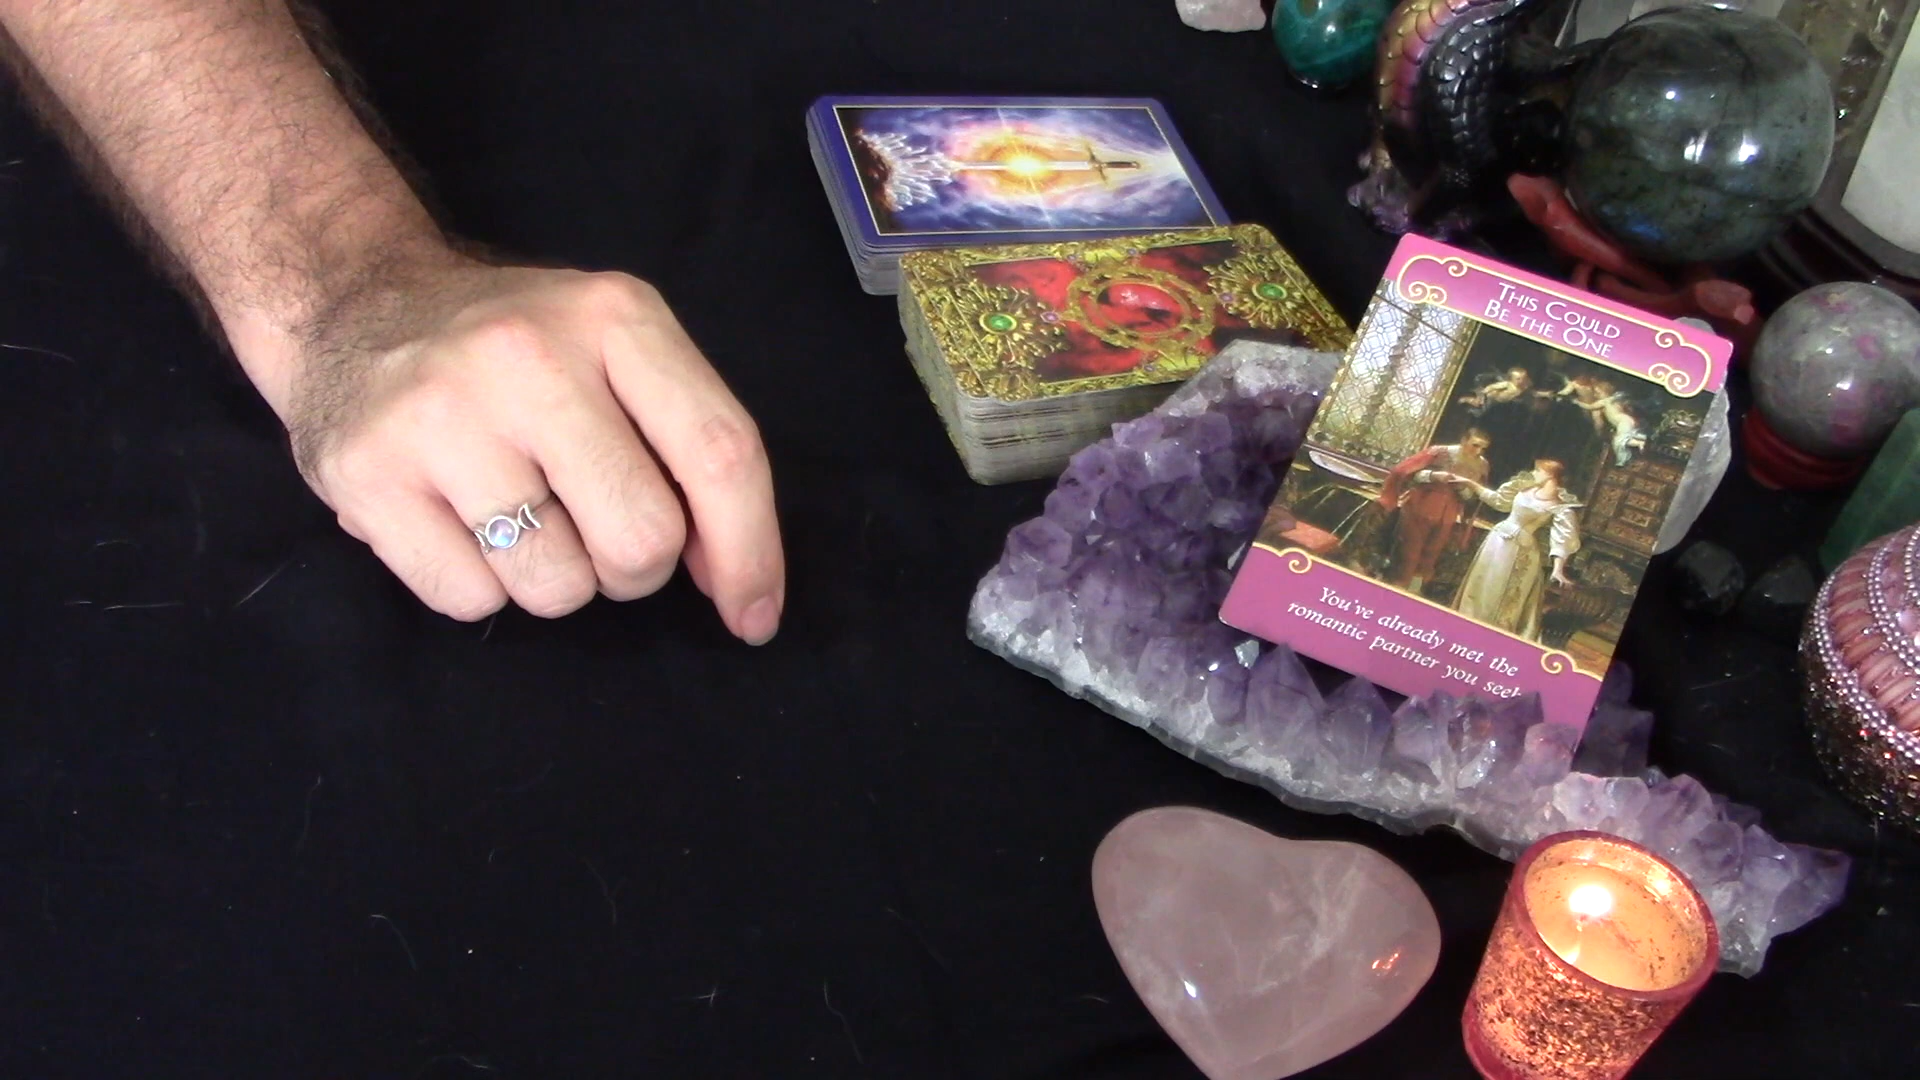 THIS COULD
BE THE ONE
You've already met the
romantic partner you seek